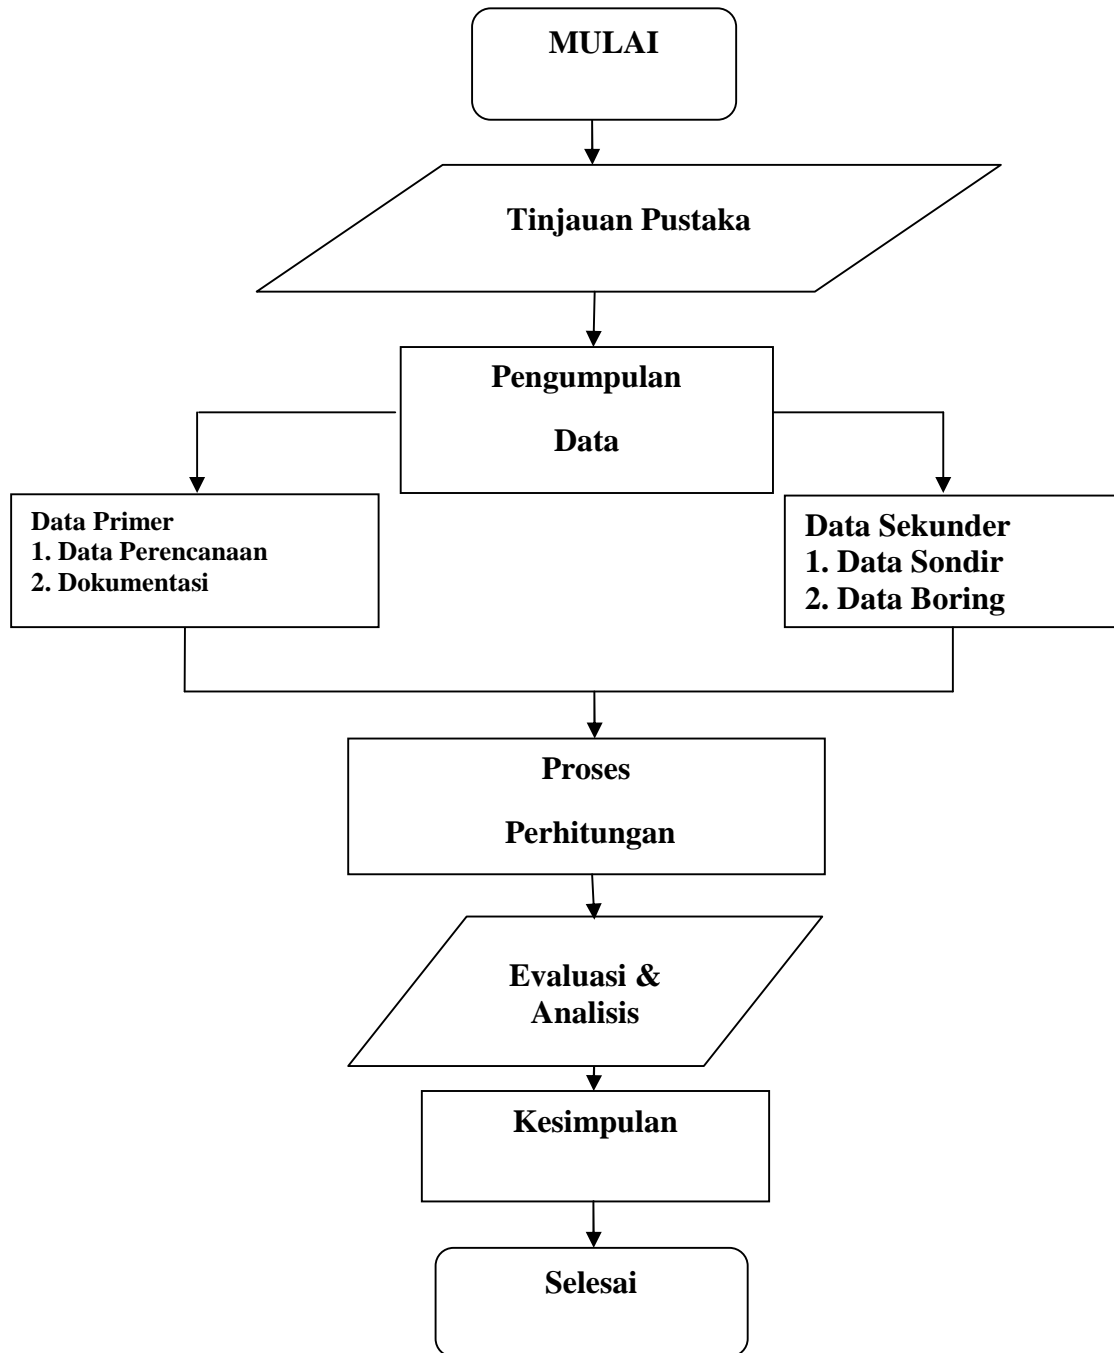 MULAI
Tinjauan Pustaka
Pengumpulan
Data
Data Primer
1. Data Perencanaan
2. Dokumentasi
Data Sekunder
1. Data Sondir
2. Data Boring
Proses
Perhitungan
Evaluasi &
Analisis
Kesimpulan
Selesai